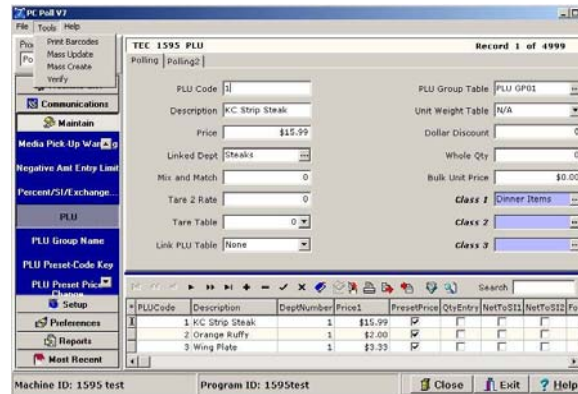 PC Poll V7
File Tools Help
Print Barcodes
Mass Update
Mass Create
Verify
TEC 1595 PLU
Record 1 of 4999
Polling Polling2
Communications
Maintain
Media Pick-Up War
Negative Amt Entry Limit
Percent/SI/Exchange...
PLU
PLU Group Name
PLU Preset-Code Key
PLU Preset Price
Change
Setup
Preferences
Reports
Most Recent
PLU Code 1
Description KC Strip Steak
Price $15.99
Linked Dept Steaks
Mix and Match 0
Tare 2 Rate 0
Tare Table 0
Link PLU Table None
PLU Group Table PLU GP01
Unit Weight Table N/A
Dollar Discount 0
Whole Qty 0
Bulk Unit Price $0.00
Class 1 Dinner Items
Class 2
Class 3
Search
PLUCode Description DeptNumber Price1 PresetPrice QtyEntry NetToSI1 NetToSI2 Fo
1 KC Strip Steak 1 $15.99
2 Orange Ruffy 1 $2.00
3 Wing Plate 1 $3.33
Machine ID: 1595 test Program ID: 1595test Close Exit ? Help